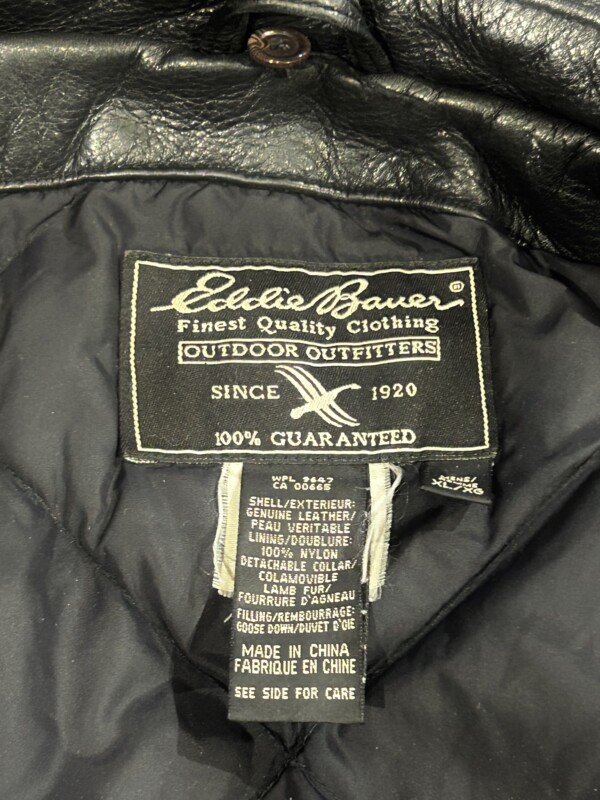 Eddie Bauer ®
Finest Quality Clothing
OUTDOOR OUTFITTERS
SINCE 1920
100% GUARANTEED
WPL 9647
CA 00665
SHELL/EXTERIEUR:
GENUINE LEATHER/
PEAU VERITABLE
LINING/DOUBLURE:
100% NYLON
DETACHABLE COLLAR/
COLAMOVIBLE
LAMB FUR/
FOURRURE D'AGNEAU
FILLING/REMBOURRAGE:
GOOSE DOWN/DUVET D'OIE
MADE IN CHINA
FABRIQUE EN CHINE
SEE SIDE FOR CARE
XL/XG